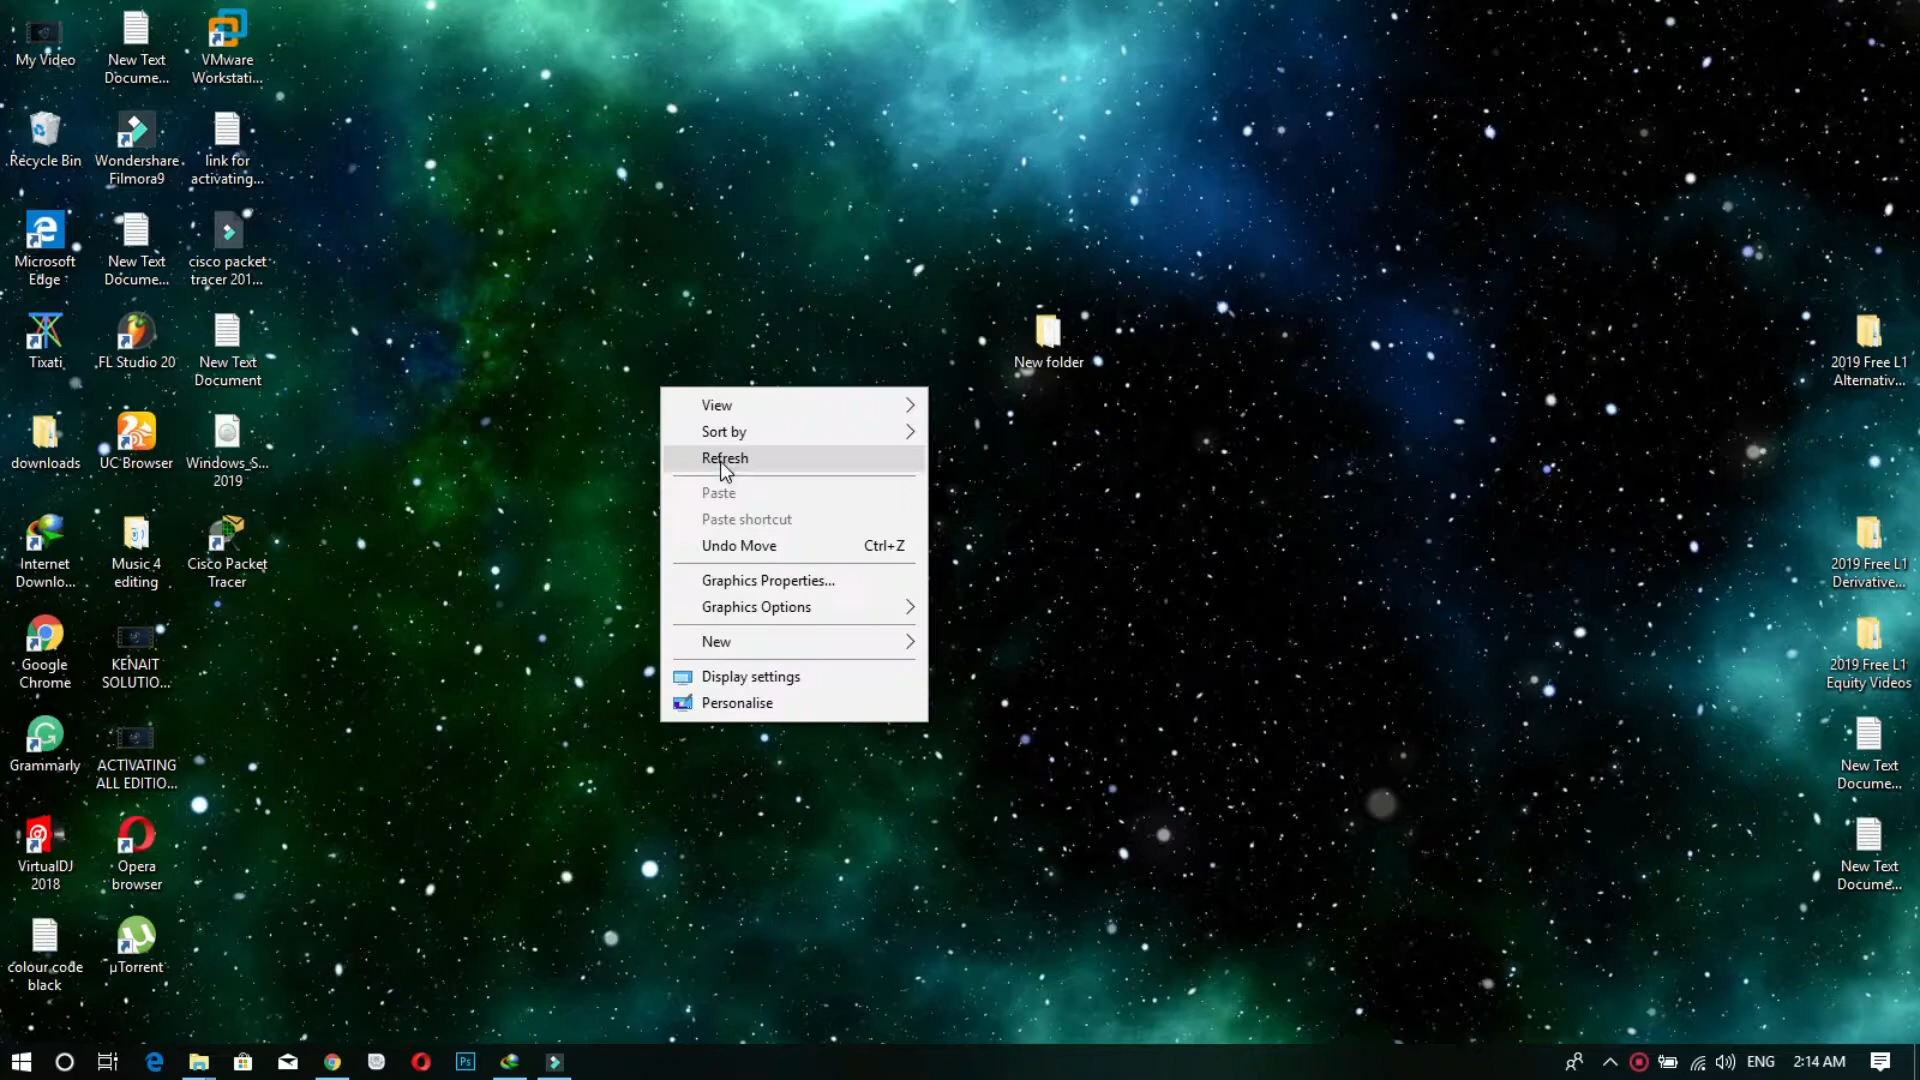 My Video
New Text
Docume...
VMware
Workstati...
Recycle Bin
Wondershare
Filmora9
link for
activating...
Microsoft
Edge
New Text
Docume...
cisco packet
tracer 201...
Tixati
FL Studio 20
New Text
Document
downloads
UC Browser
Windows_S...
2019
Internet
Downlo...
Music 4
editing
Cisco Packet
Tracer
Google
Chrome
KENAIT
SOLUTIO...
Grammarly
ACTIVATING
ALL EDITIO...
VirtualDJ
2018
Opera
browser
colour code
black
µTorrent
New folder
View
Sort by
Refresh
Paste
Paste shortcut
Undo Move Ctrl+Z
Graphics Properties...
Graphics Options
New
Display settings
Personalise
2019 Free L1
Alternativ...
2019 Free L1
Derivative...
2019 Free L1
Equity Videos
New Text
Docume...
New Text
Docume...
Ps
ENG 2:14 AM